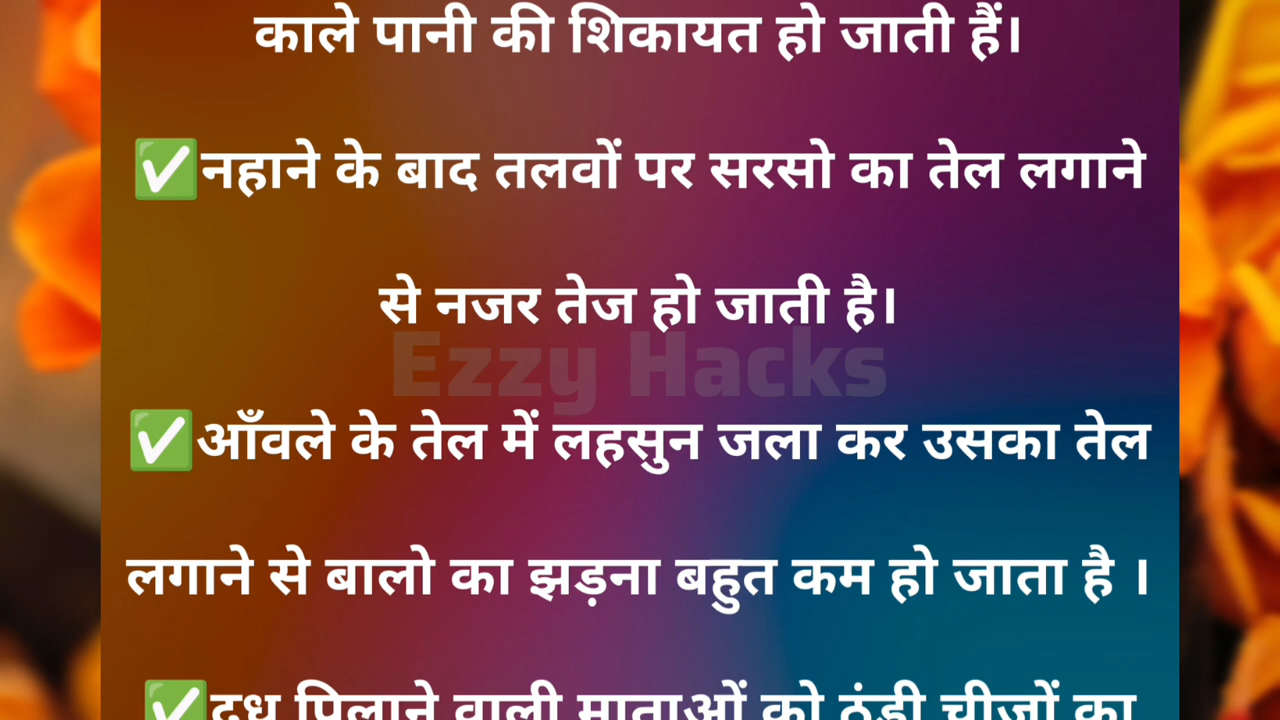 काले पानी की शिकायत हो जाती हैं।
✅नहाने के बाद तलवों पर सरसो का तेल लगाने
से नजर तेज हो जाती है।
Ezzy Hacks
✅आँवले के तेल में लहसुन जला कर उसका तेल
लगाने से बालो का झड़ना बहुत कम हो जाता है ।
✅दूध पिलाने वाली माताओं को ठंडी चीजों का